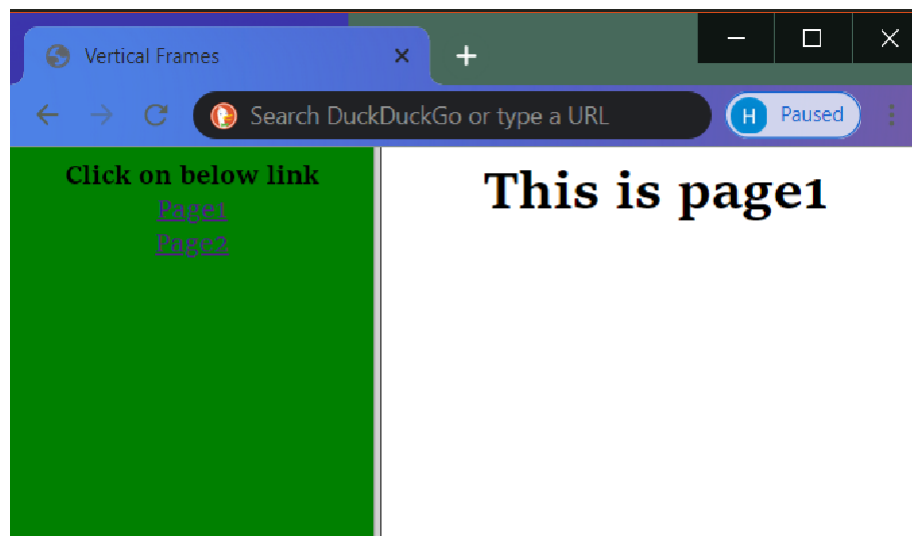 Vertical Frames
Search DuckDuckGo or type a URL
H Paused
Click on below link
Page1
Page2
This is page1